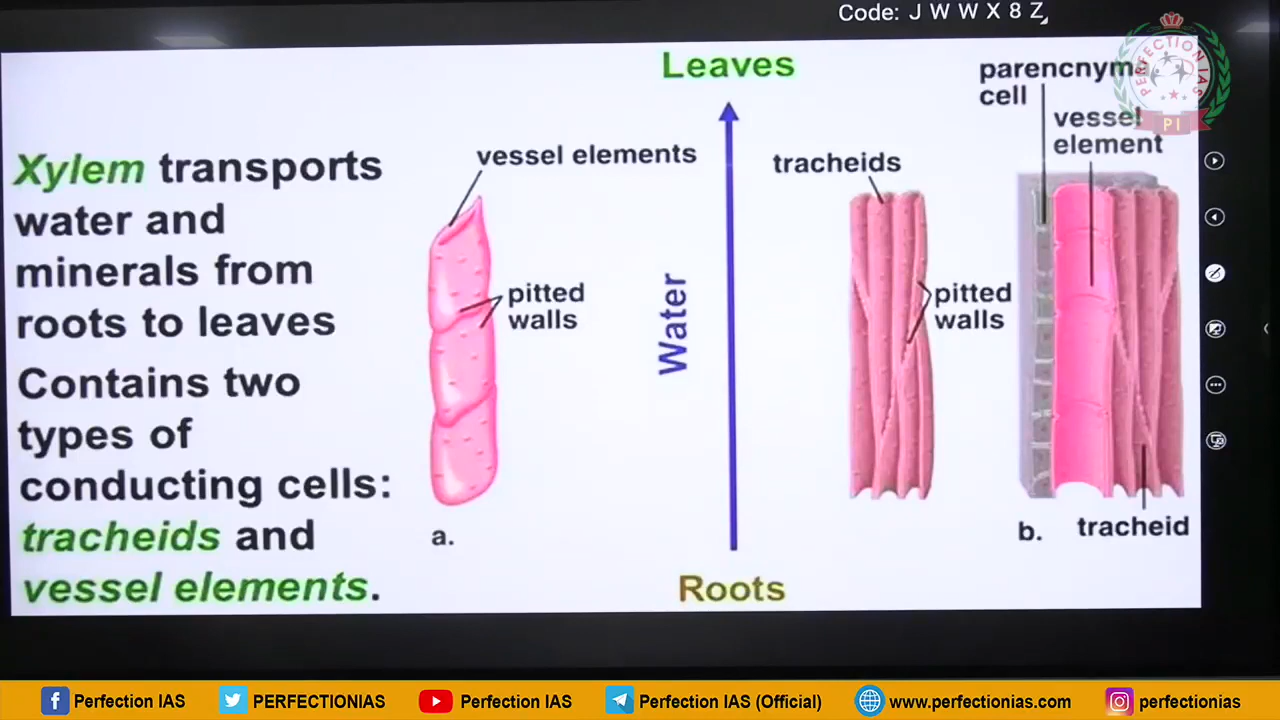 Code: J W W X 8 Z
Xylem transports
water and
minerals from
roots to leaves
Contains two
types of
conducting cells:
tracheids and
vessel elements.
vessel elements
pitted
walls
a.
Leaves
Water
Roots
tracheids
pitted
walls
parencnym
cell
vessel
element
b.
tracheid
PERFECTION IAS
PI
Perfection IAS
PERFECTIONIAS
Perfection IAS
Perfection IAS (Official)
www.perfectionias.com
perfectionias